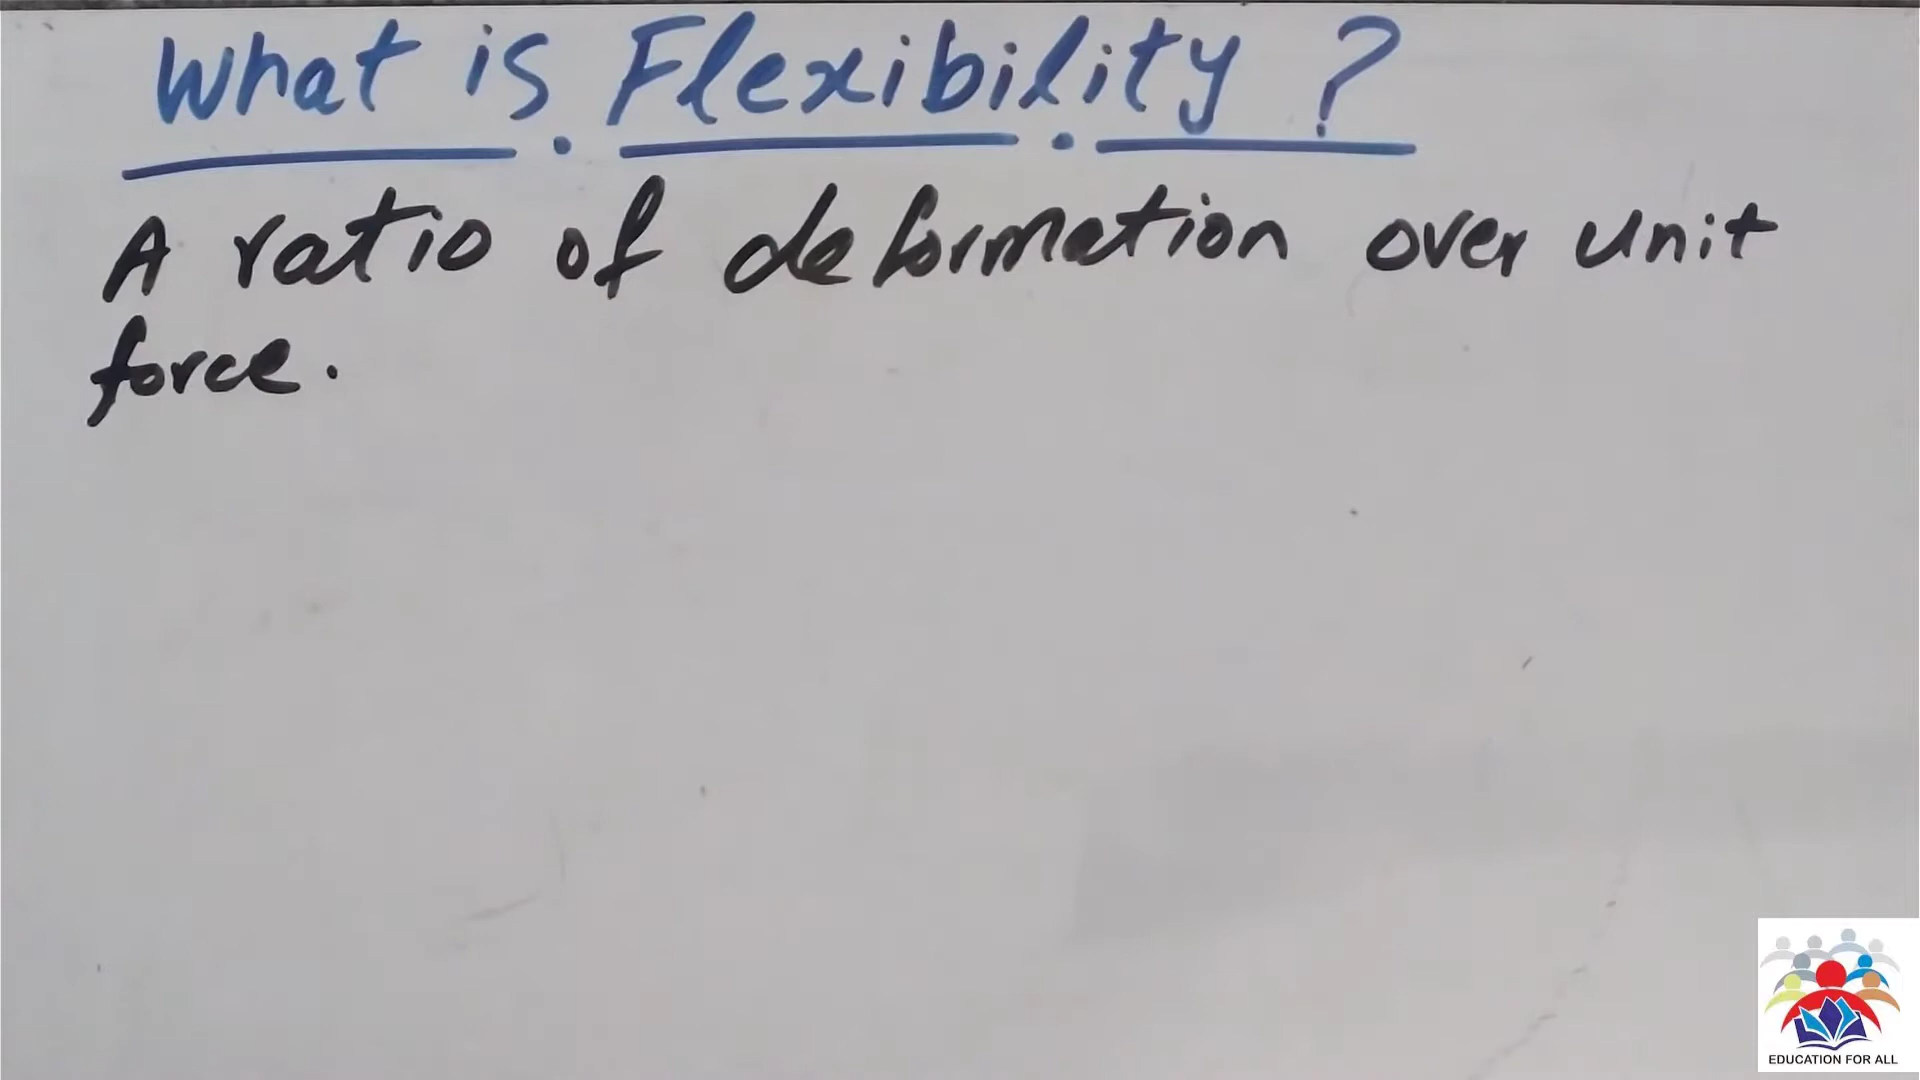 What is Flexibility ?
A ratio of deformation over unit
force.
EDUCATION FOR ALL